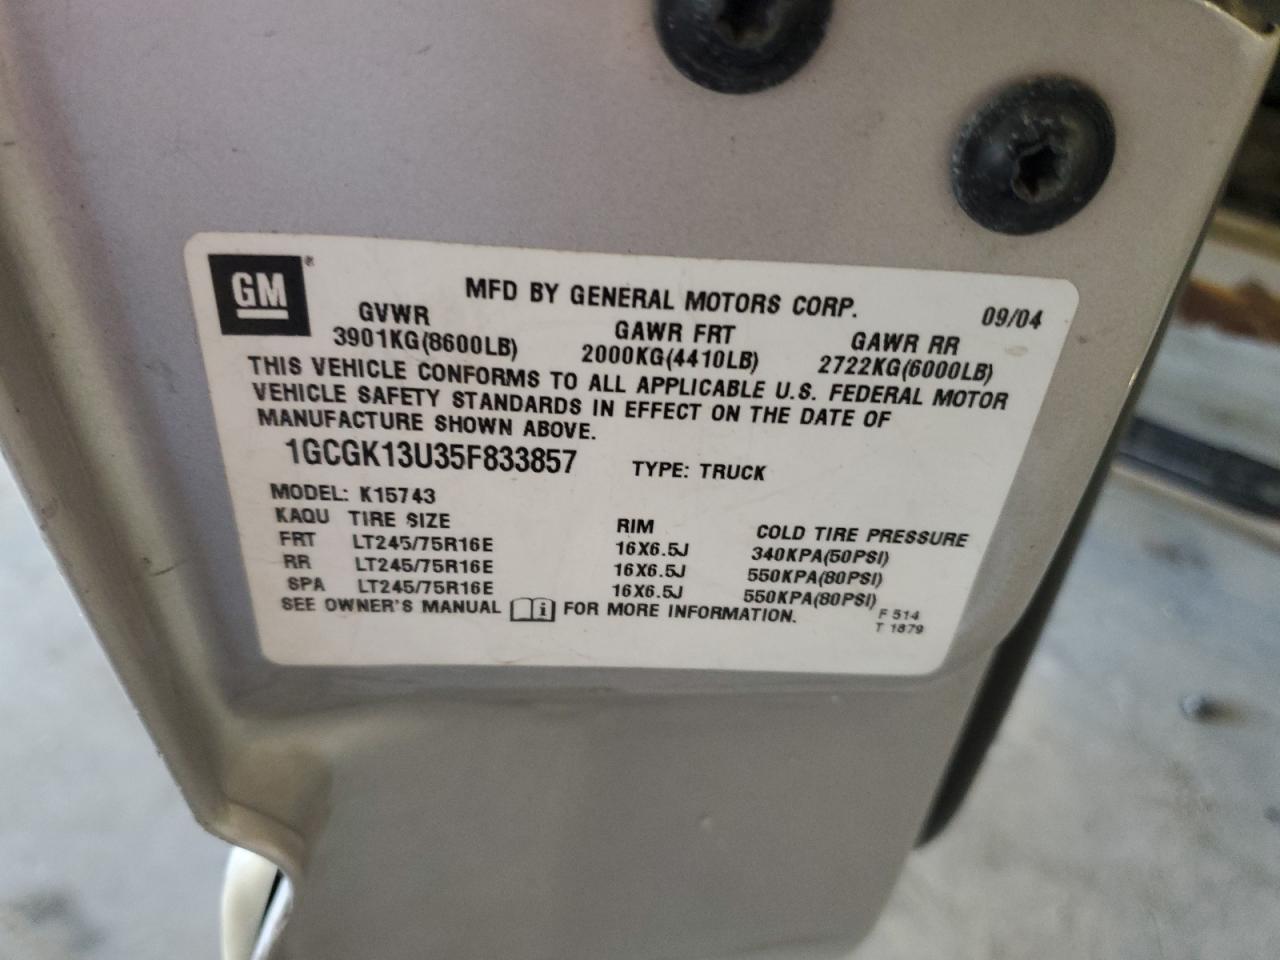 GM®
MFD BY GENERAL MOTORS CORP.
09/04
GVWR GAWR FRT GAWR RR
3901KG(8600LB) 2000KG(4410LB) 2722KG(6000LB)
THIS VEHICLE CONFORMS TO ALL APPLICABLE U.S. FEDERAL MOTOR
VEHICLE SAFETY STANDARDS IN EFFECT ON THE DATE OF
MANUFACTURE SHOWN ABOVE.
1GCGK13U35F833857 TYPE: TRUCK
MODEL: K15743
KAQU TIRE SIZE RIM COLD TIRE PRESSURE
FRT LT245/75R16E 16X6.5J 340KPA(50PSI)
RR LT245/75R16E 16X6.5J 550KPA(80PSI)
SPA LT245/75R16E 16X6.5J 550KPA(80PSI)
SEE OWNER'S MANUAL i FOR MORE INFORMATION.
F 514
T 1879